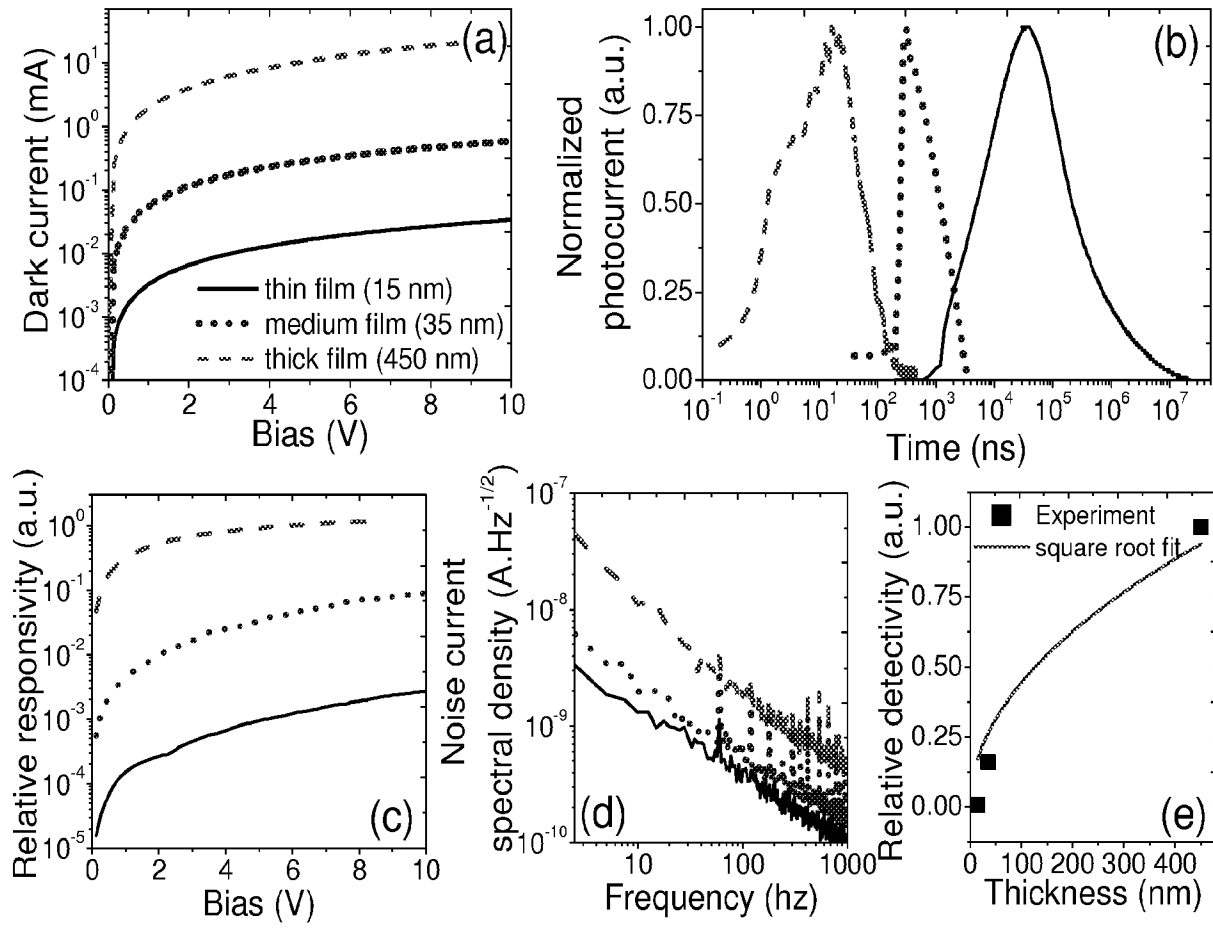 (a)
Dark current (mA)
10^1
10^0
10^-1
10^-2
10^-3
10^-4
thin film (15 nm)
medium film (35 nm)
thick film (450 nm)
0 2 4 6 8 10
Bias (V)
(b)
Normalized
photocurrent (a.u.)
1.00
0.75
0.50
0.25
0.00
10^-1 10^0 10^1 10^2 10^3 10^4 10^5 10^6 10^7
Time (ns)
Relative responsivity (a.u.)
10^0
10^-1
10^-2
10^-3
10^-4
10^-5
(c)
0 2 4 6 8 10
Bias (V)
Noise current
spectral density (A.Hz^-1/2)
10^-7
10^-8
10^-9
10^-10
(d)
10 100 1000
Frequency (hz)
Relative detectivity (a.u.)
1.00
0.75
0.50
0.25
0.00
Experiment
square root fit
(e)
0 100 200 300 400
Thickness (nm)